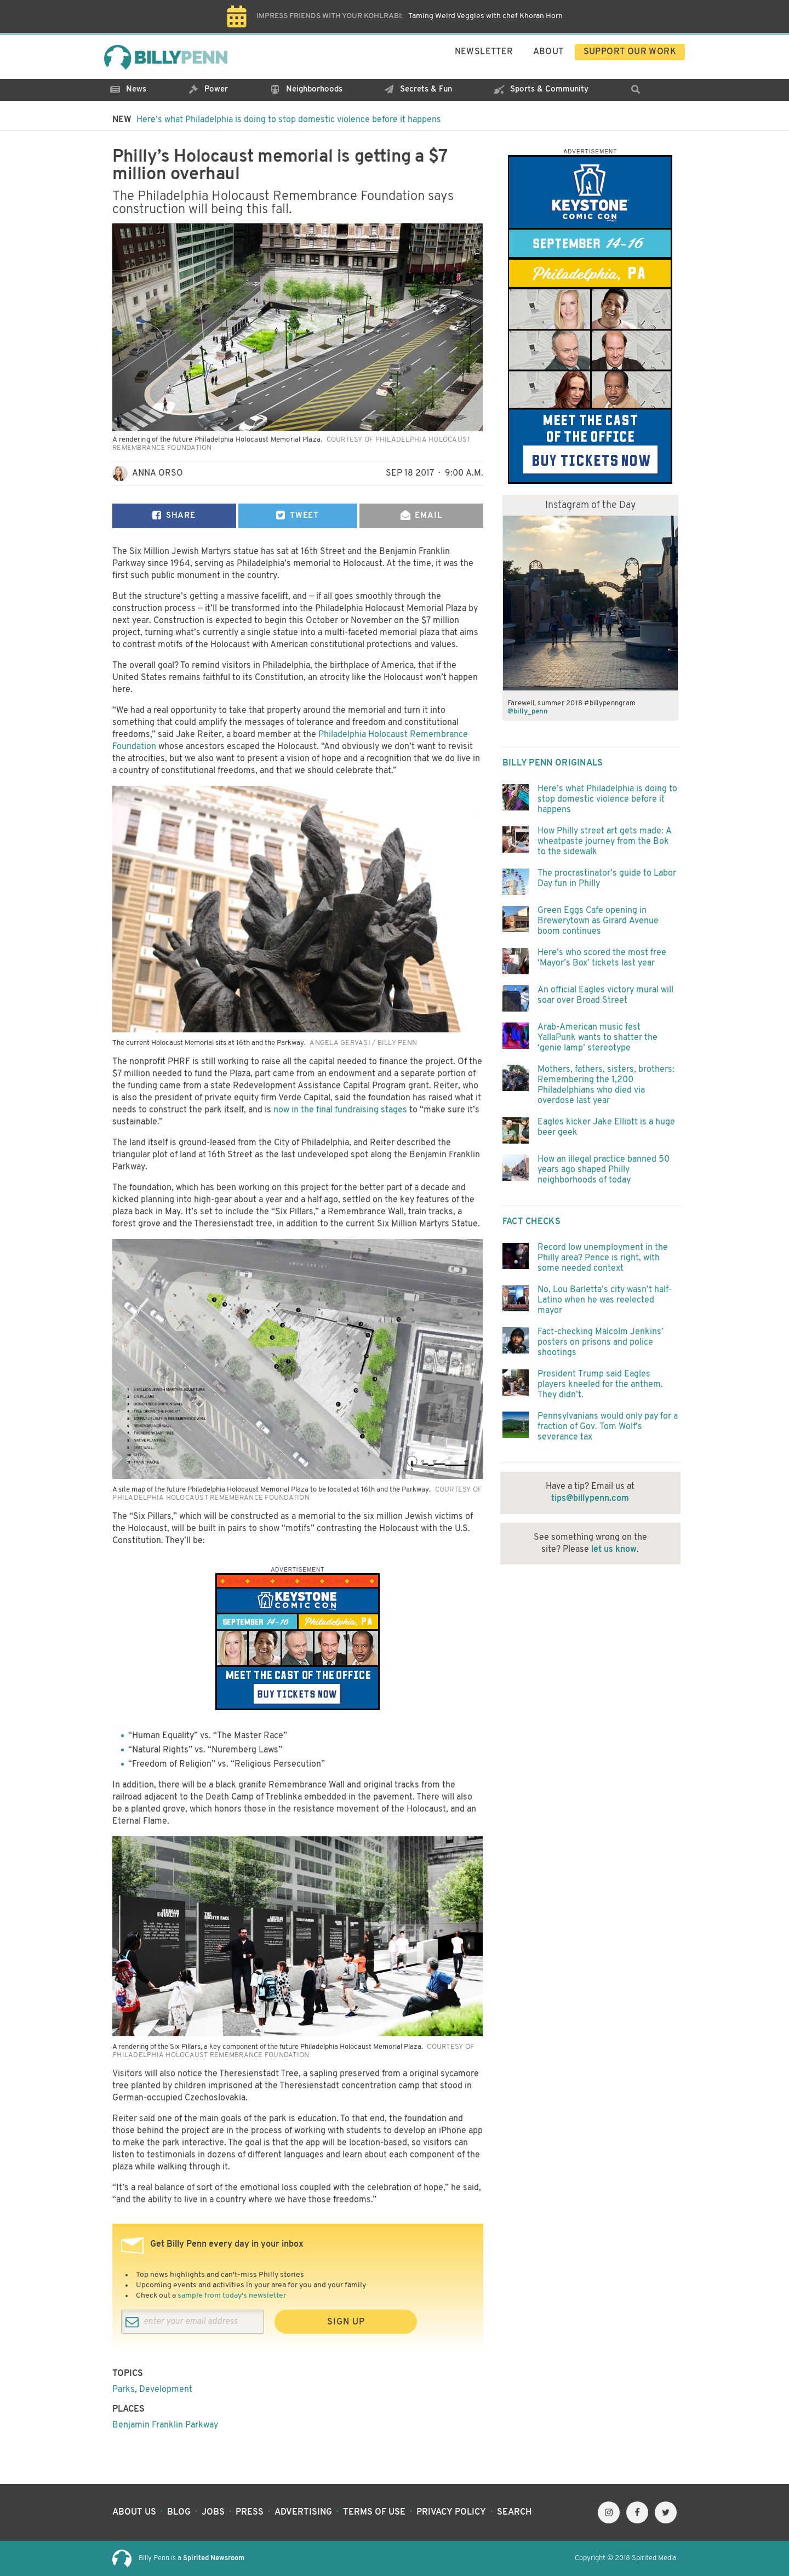 IMPRESS FRIENDS WITH YOUR KOHLRABI: Taming Weird Veggies with chef Khoran Horn
BILLYPENN
NEWSLETTER ABOUT SUPPORT OUR WORK
News Power Neighborhoods Secrets & Fun Sports & Community
NEW Here's what Philadelphia is doing to stop domestic violence before it happens
Philly's Holocaust memorial is getting a $7
million overhaul
The Philadelphia Holocaust Remembrance Foundation says
construction will being this fall.
A rendering of the future Philadelphia Holocaust Memorial Plaza. COURTESY OF PHILADELPHIA HOLOCAUST
REMEMBRANCE FOUNDATION
ANNA ORSO SEP 18 2017 · 9:00 A.M.
SHARE TWEET EMAIL
The Six Million Jewish Martyrs statue has sat at 16th Street and the Benjamin Franklin
Parkway since 1964, serving as Philadelphia's memorial to Holocaust. At the time, it was the
first such public monument in the country.
But the structure's getting a massive facelift, and — if all goes smoothly through the
construction process — it'll be transformed into the Philadelphia Holocaust Memorial Plaza by
next year. Construction is expected to begin this October or November on the $7 million
project, turning what's currently a single statue into a multi-faceted memorial plaza that aims
to contrast motifs of the Holocaust with American constitutional protections and values.
The overall goal? To remind visitors in Philadelphia, the birthplace of America, that if the
United States remains faithful to its Constitution, an atrocity like the Holocaust won't happen
here.
"We had a real opportunity to take that property around the memorial and turn it into
something that could amplify the messages of tolerance and freedom and constitutional
freedoms," said Jake Reiter, a board member at the Philadelphia Holocaust Remembrance
Foundation whose ancestors escaped the Holocaust. "And obviously we don't want to revisit
the atrocities, but we also want to present a vision of hope and a recognition that we do live in
a country of constitutional freedoms, and that we should celebrate that."
The current Holocaust Memorial sits at 16th and the Parkway. ANGELA GERVASI / BILLY PENN
The nonprofit PHRF is still working to raise all the capital needed to finance the project. Of the
$7 million needed to fund the Plaza, part came from an endowment and a separate portion of
the funding came from a state Redevelopment Assistance Capital Program grant. Reiter, who
is also the president of private equity firm Verde Capital, said the foundation has raised what it
needs to construct the park itself, and is now in the final fundraising stages to "make sure it's
sustainable."
The land itself is ground-leased from the City of Philadelphia, and Reiter described the
triangular plot of land at 16th Street as the last undeveloped spot along the Benjamin Franklin
Parkway.
The foundation, which has been working on this project for the better part of a decade and
kicked planning into high-gear about a year and a half ago, settled on the key features of the
plaza back in May. It's set to include the "Six Pillars," a Remembrance Wall, train tracks, a
forest grove and the Theresienstadt tree, in addition to the current Six Million Martyrs Statue.
A site map of the future Philadelphia Holocaust Memorial Plaza to be located at 16th and the Parkway. COURTESY OF
PHILADELPHIA HOLOCAUST REMEMBRANCE FOUNDATION
The "Six Pillars," which will be constructed as a memorial to the six million Jewish victims of
the Holocaust, will be built in pairs to show "motifs" contrasting the Holocaust with the U.S.
Constitution. They'll be:
ADVERTISEMENT
KEYSTONE
COMIC CON
SEPTEMBER 14-16 Philadelphia, PA
MEET THE CAST OF THE OFFICE
BUY TICKETS NOW
• "Human Equality" vs. "The Master Race"
• "Natural Rights" vs. "Nuremberg Laws"
• "Freedom of Religion" vs. "Religious Persecution"
In addition, there will be a black granite Remembrance Wall and original tracks from the
railroad adjacent to the Death Camp of Treblinka embedded in the pavement. There will also
be a planted grove, which honors those in the resistance movement of the Holocaust, and an
Eternal Flame.
HUMAN
EQUALITY
THE
MASTER RACE
A rendering of the Six Pillars, a key component of the future Philadelphia Holocaust Memorial Plaza. COURTESY OF
PHILADELPHIA HOLOCAUST REMEMBRANCE FOUNDATION
Visitors will also notice the Theresienstadt Tree, a sapling preserved from a original sycamore
tree planted by children imprisoned at the Theresienstadt concentration camp that stood in
German-occupied Czechoslovakia.
Reiter said one of the main goals of the park is education. To that end, the foundation and
those behind the project are in the process of working with students to develop an iPhone app
to make the park interactive. The goal is that the app will be location-based, so visitors can
listen to testimonials in dozens of different languages and learn about each component of the
plaza while walking through it.
"It's a real balance of sort of the emotional loss coupled with the celebration of hope," he said,
"and the ability to live in a country where we have those freedoms."
Get Billy Penn every day in your inbox
• Top news highlights and can't-miss Philly stories
• Upcoming events and activities in your area for you and your family
• Check out a sample from today's newsletter
enter your email address SIGN UP
TOPICS
Parks, Development
PLACES
Benjamin Franklin Parkway
ADVERTISEMENT
KEYSTONE
COMIC CON
SEPTEMBER 14-16
Philadelphia, PA
MEET THE CAST
OF THE OFFICE
BUY TICKETS NOW
Instagram of the Day
Farewell, summer 2018 #billypenngram
@billy_penn
BILLY PENN ORIGINALS
Here's what Philadelphia is doing to
stop domestic violence before it
happens
How Philly street art gets made: A
wheatpaste journey from the Bok
to the sidewalk
The procrastinator's guide to Labor
Day fun in Philly
Green Eggs Cafe opening in
Brewerytown as Girard Avenue
boom continues
Here's who scored the most free
'Mayor's Box' tickets last year
An official Eagles victory mural will
soar over Broad Street
Arab-American music fest
YallaPunk wants to shatter the
'genie lamp' stereotype
Mothers, fathers, sisters, brothers:
Remembering the 1,200
Philadelphians who died via
overdose last year
Eagles kicker Jake Elliott is a huge
beer geek
How an illegal practice banned 50
years ago shaped Philly
neighborhoods of today
FACT CHECKS
Record low unemployment in the
Philly area? Pence is right, with
some needed context
No, Lou Barletta's city wasn't half-
Latino when he was reelected
mayor
Fact-checking Malcolm Jenkins'
posters on prisons and police
shootings
President Trump said Eagles
players kneeled for the anthem.
They didn't.
Pennsylvanians would only pay for a
fraction of Gov. Tom Wolf's
severance tax
Have a tip? Email us at
tips@billypenn.com
See something wrong on the
site? Please let us know.
ABOUT US · BLOG · JOBS · PRESS · ADVERTISING · TERMS OF USE · PRIVACY POLICY · SEARCH
Billy Penn is a Spirited Newsroom Copyright © 2018 Spirited Media